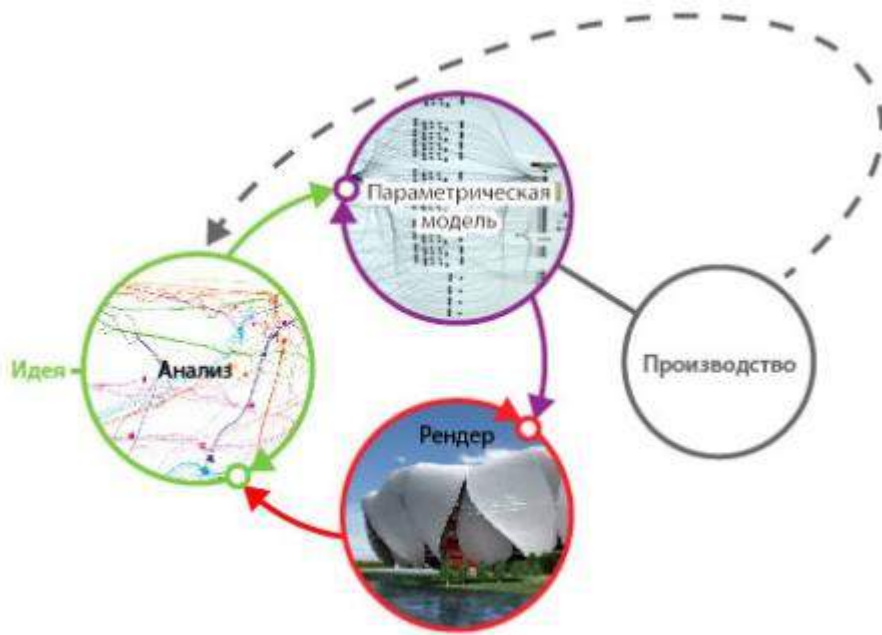 Параметрическая
модель
Идея
Анализ
Производство
Рендер